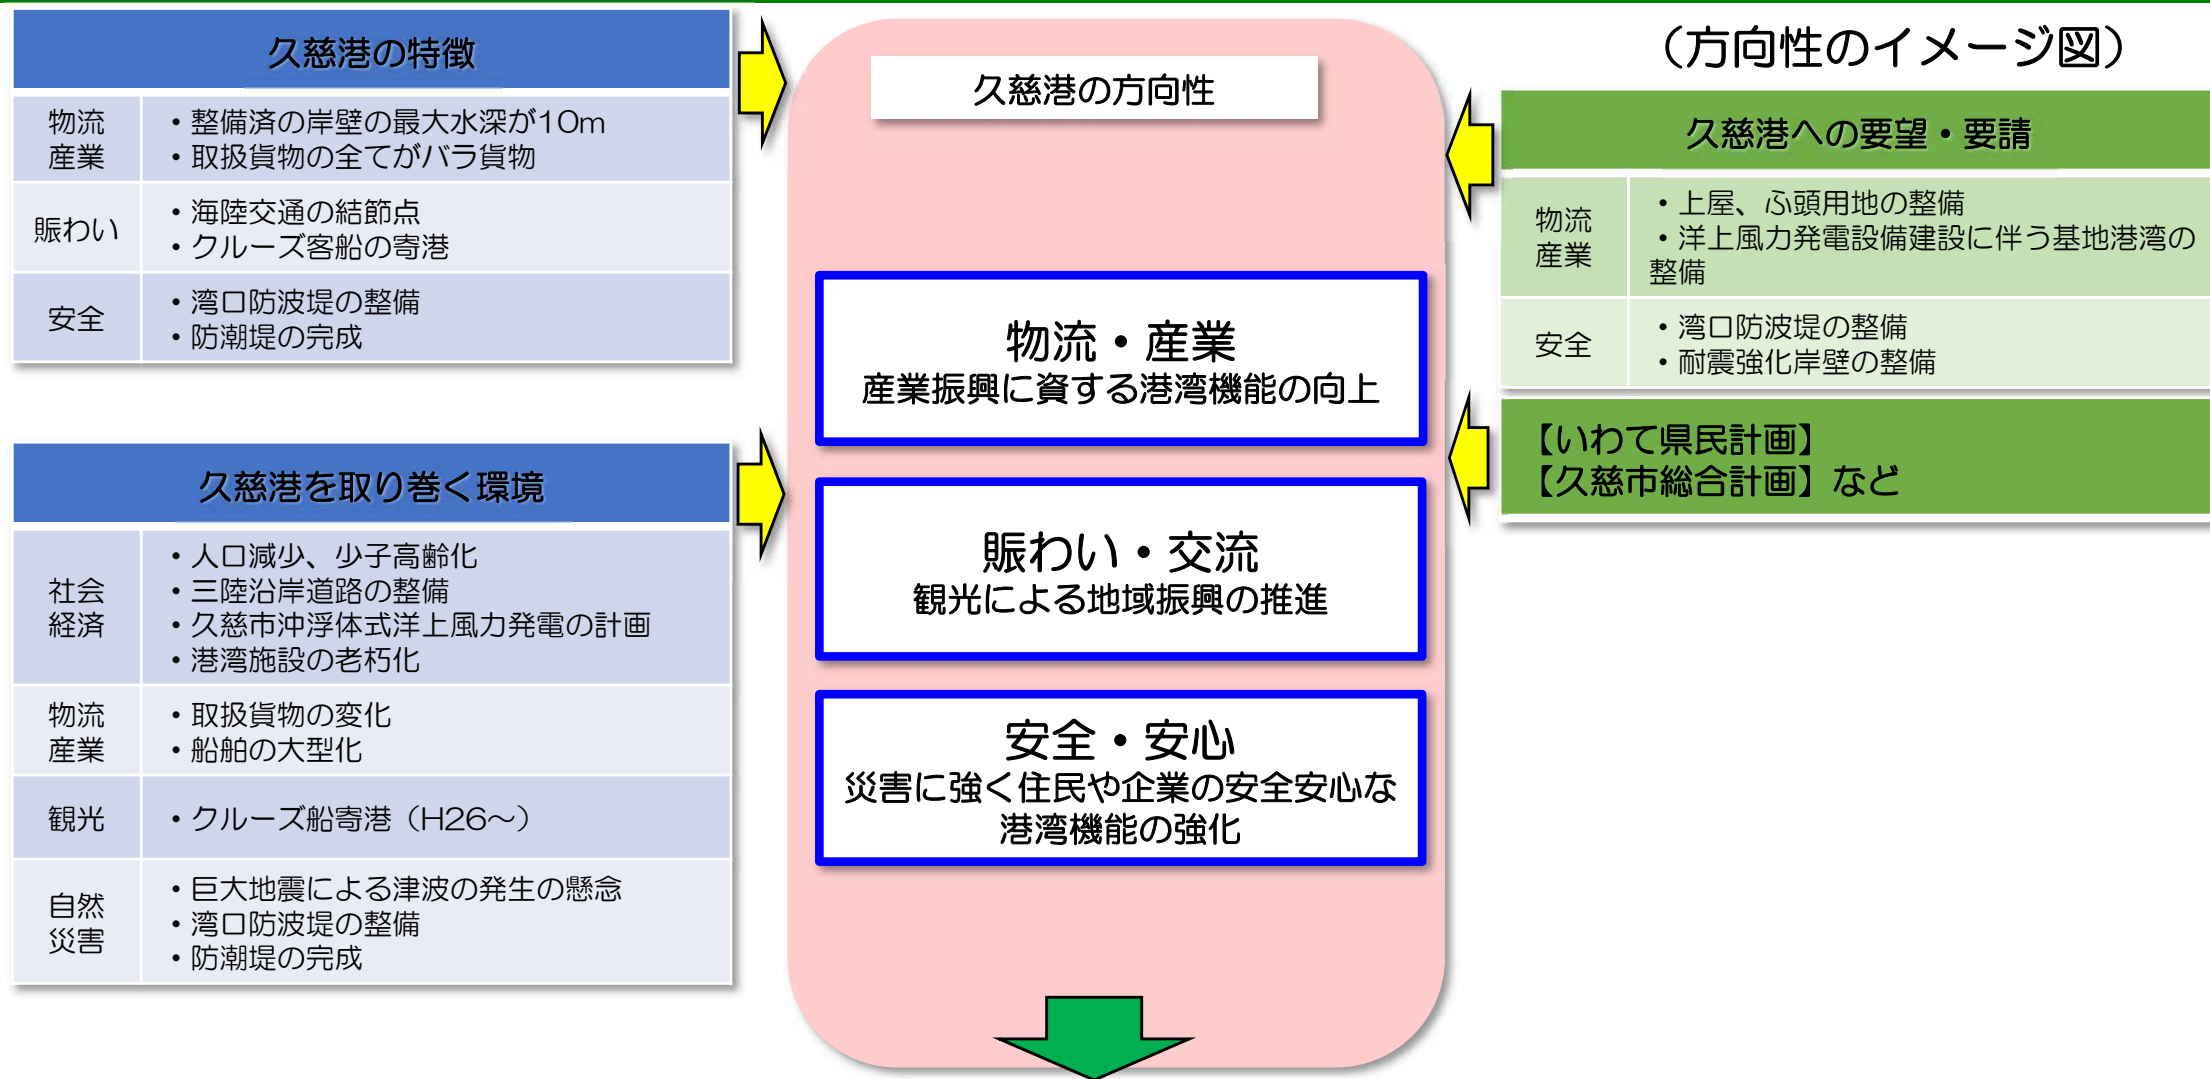 久慈港の特徴
物流
産業
・整備済の岸壁の最大水深が10m
・取扱貨物の全てがバラ貨物
賑わい
・海陸交通の結節点
・クルーズ客船の寄港
安全
・湾口防波堤の整備
・防潮堤の完成
久慈港を取り巻く環境
社会
経済
・人口減少、少子高齢化
・三陸沿岸道路の整備
・久慈市沖浮体式洋上風力発電の計画
・港湾施設の老朽化
物流
産業
・取扱貨物の変化
・船舶の大型化
観光
・クルーズ船寄港（H26～）
自然
災害
・巨大地震による津波の発生の懸念
・湾口防波堤の整備
・防潮堤の完成
久慈港の方向性
物流・産業
産業振興に資する港湾機能の向上
賑わい・交流
観光による地域振興の推進
安全・安心
災害に強く住民や企業の安全安心な
港湾機能の強化
（方向性のイメージ図）
久慈港への要望・要請
物流
産業
・上屋、ふ頭用地の整備
・洋上風力発電設備建設に伴う基地港湾の
整備
安全
・湾口防波堤の整備
・耐震強化岸壁の整備
【いわて県民計画】
【久慈市総合計画】など